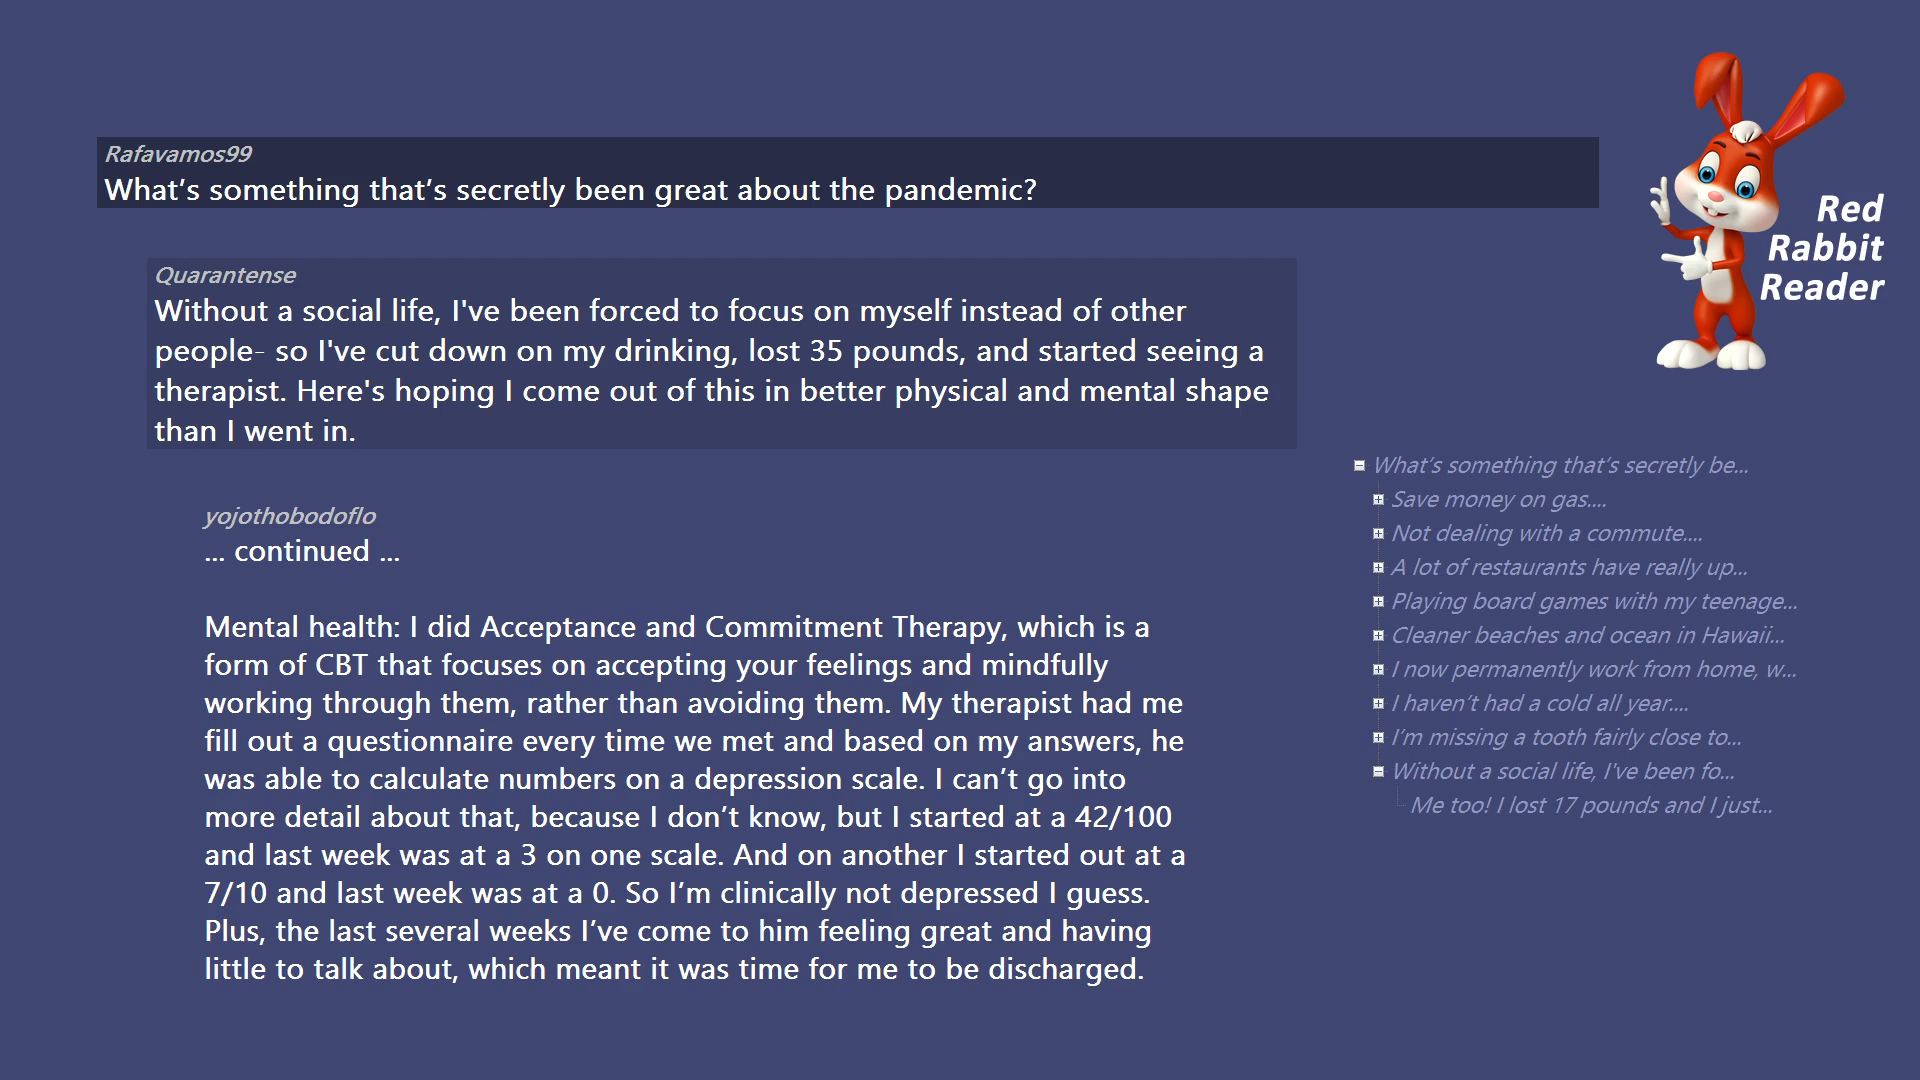 Rafavamos99
What’s something that’s secretly been great about the pandemic?
Quarantense
Without a social life, I've been forced to focus on myself instead of other
people- so I've cut down on my drinking, lost 35 pounds, and started seeing a
therapist. Here's hoping I come out of this in better physical and mental shape
than I went in.
yojothobodoflo
... continued ...
Mental health: I did Acceptance and Commitment Therapy, which is a
form of CBT that focuses on accepting your feelings and mindfully
working through them, rather than avoiding them. My therapist had me
fill out a questionnaire every time we met and based on my answers, he
was able to calculate numbers on a depression scale. I can’t go into
more detail about that, because I don’t know, but I started at a 42/100
and last week was at a 3 on one scale. And on another I started out at a
7/10 and last week was at a 0. So I’m clinically not depressed I guess.
Plus, the last several weeks I’ve come to him feeling great and having
little to talk about, which meant it was time for me to be discharged.
Red
Rabbit
Reader
What’s something that’s secretly be...
Save money on gas....
Not dealing with a commute....
A lot of restaurants have really up...
Playing board games with my teenage...
Cleaner beaches and ocean in Hawaii...
I now permanently work from home, w...
I haven’t had a cold all year....
I’m missing a tooth fairly close to...
Without a social life, I've been fo...
Me too! I lost 17 pounds and I just...